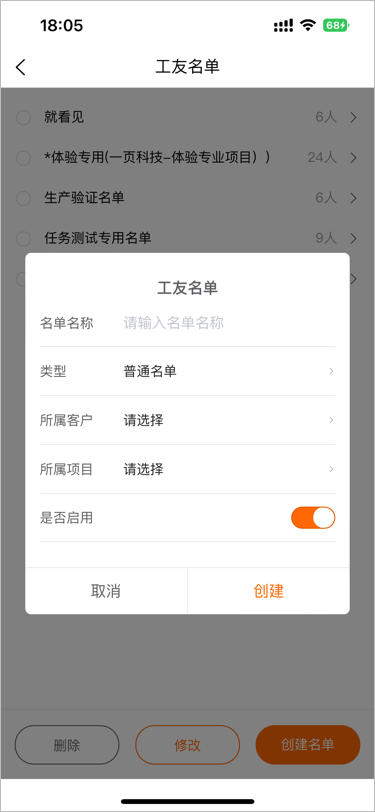 18:05
68
工友名单
就看见 6人
*体验专用(一页科技-体验专业项目）) 24人
生产验证名单 6人
任务测试专用名单 9人
工友名单
名单名称 请输入名单名称
类型 普通名单
所属客户 请选择
所属项目 请选择
是否启用
取消 创建
删除 修改 创建名单